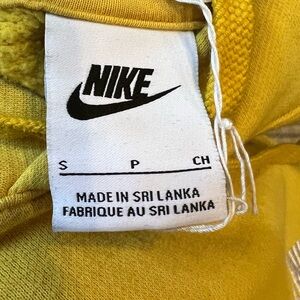 NIKE
S P CH
MADE IN SRI LANKA
FABRIQUE AU SRI LANKA